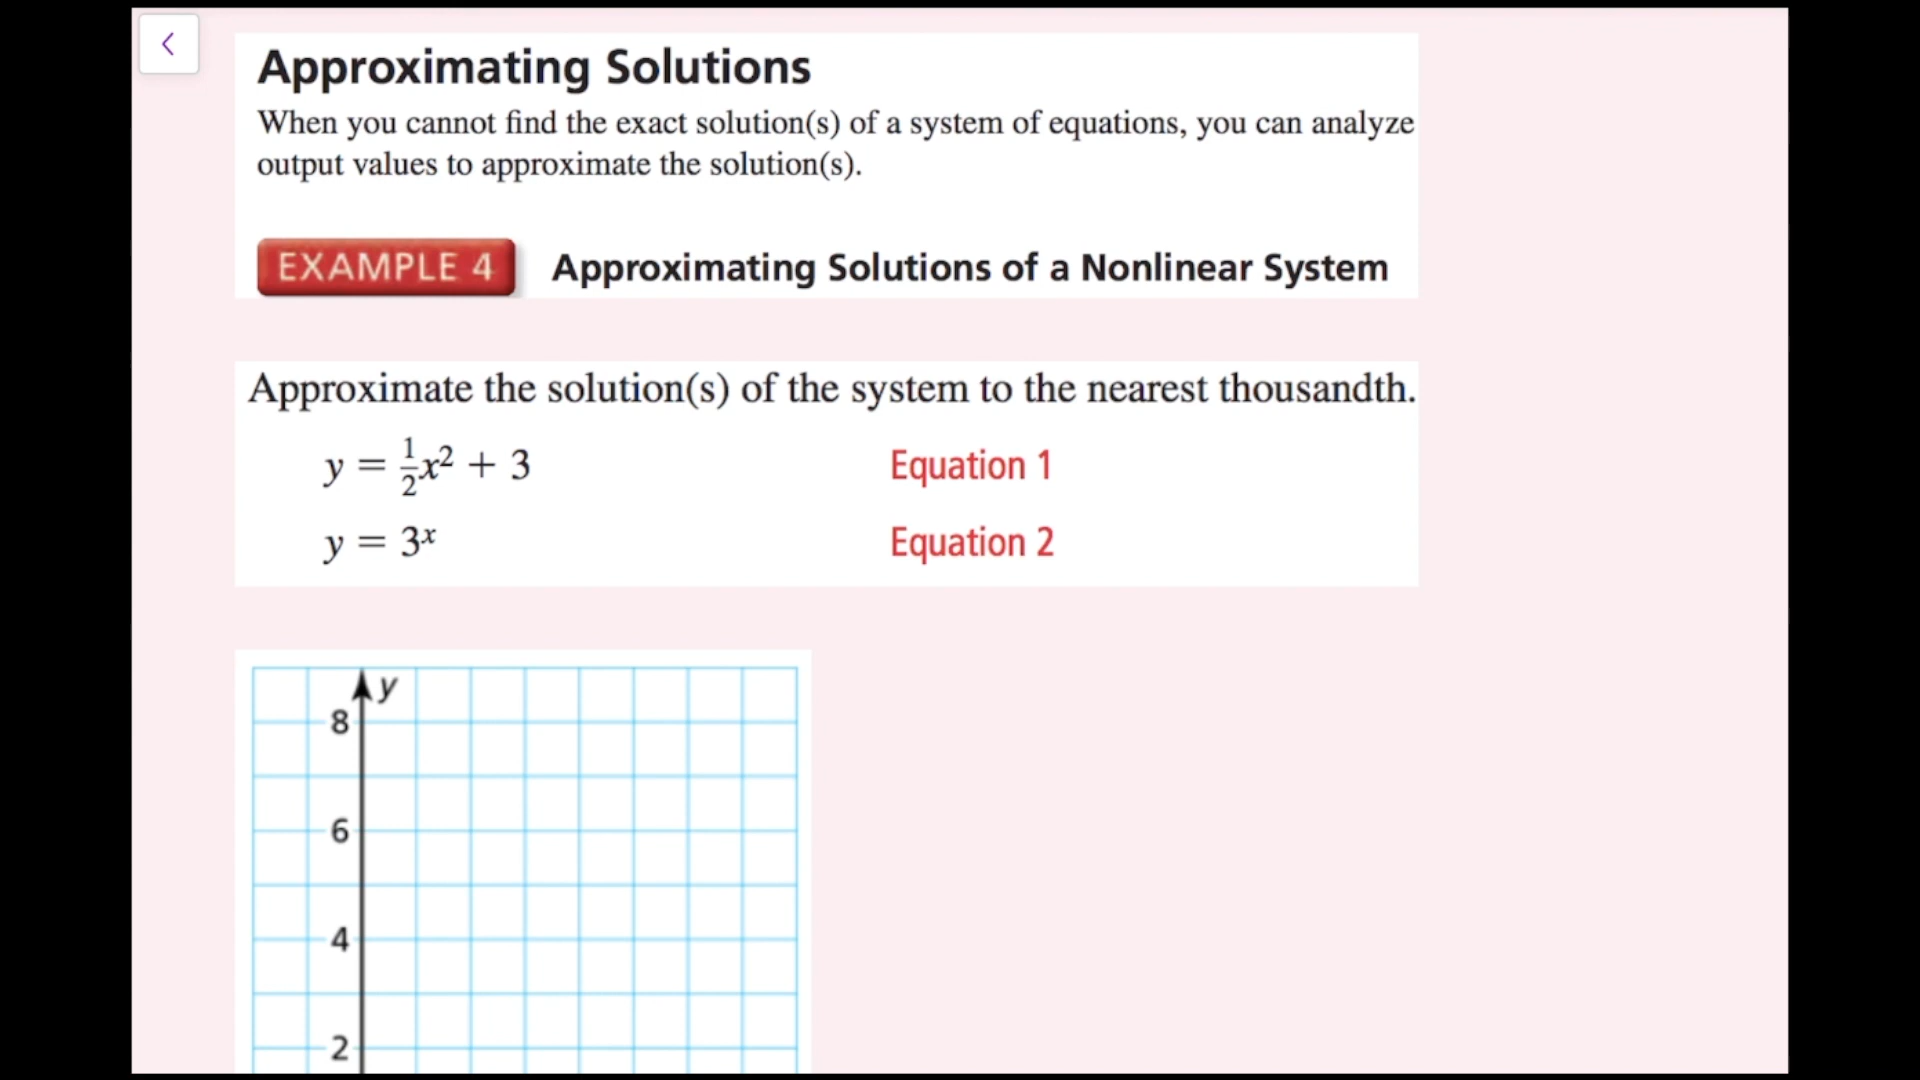 Approximating Solutions
When you cannot find the exact solution(s) of a system of equations, you can analyze
output values to approximate the solution(s).
EXAMPLE 4 Approximating Solutions of a Nonlinear System
Approximate the solution(s) of the system to the nearest thousandth.
y = ½x² + 3 Equation 1
y = 3ˣ Equation 2
y
8
6
4
2